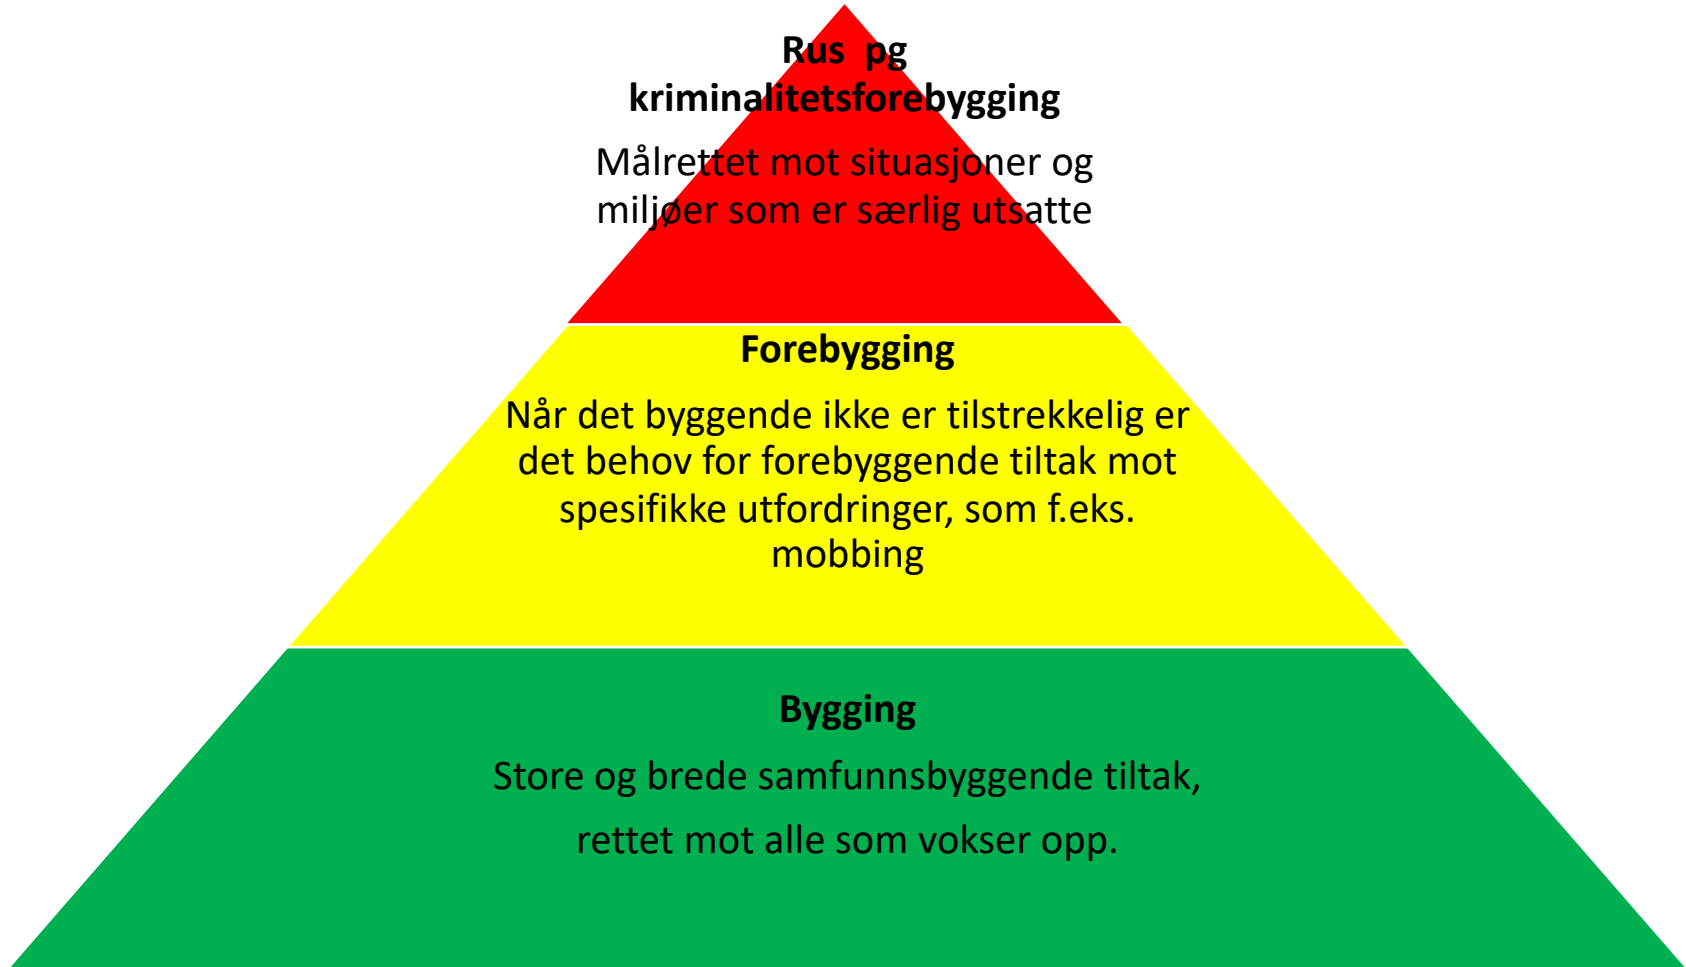 Rus  pg
kriminalitetsforebygging
Målrettet mot situasjoner og
miljøer som er særlig utsatte
Forebygging
Når det byggende ikke er tilstrekkelig er
det behov for forebyggende tiltak mot
spesifikke utfordringer, som f.eks.
mobbing
Bygging
Store og brede samfunnsbyggende tiltak,
rettet mot alle som vokser opp.